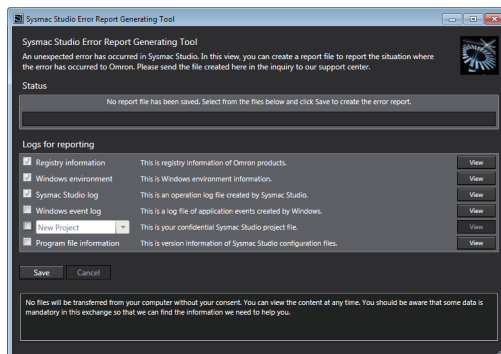 Sysmac Studio Error Report Generating Tool
Sysmac Studio Error Report Generating Tool
An unexpected error has occurred in Sysmac Studio. In this view, you can create a report file to report the situation where
the error has occurred to Omron. Please send the file created here in the inquiry to our support center.
Status
No report file has been saved. Select from the files below and click Save to create the error report.
Logs for reporting
Registry information This is registry information of Omron products. View
Windows environment This is Windows environment information. View
Sysmac Studio log This is an operation log file created by Sysmac Studio. View
Windows event log This is a log file of application events created by Windows. View
New Project This is your confidential Sysmac Studio project file. View
Program file information This is version information of Sysmac Studio configuration files. View
Save Cancel
No files will be transferred from your computer without your consent. You can view the content at any time. You should be aware that some data is
mandatory in this exchange so that we can find the information we need to help you.